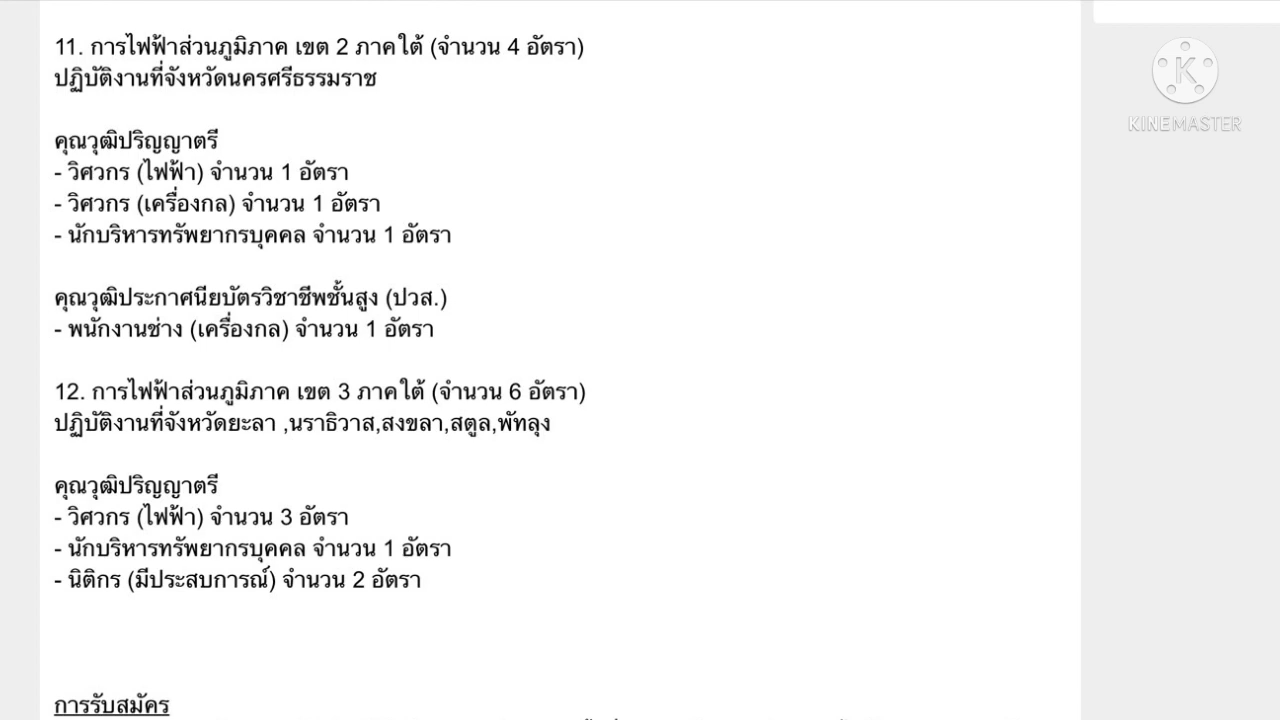 11. การไฟฟ้าส่วนภูมิภาค เขต 2 ภาคใต้ (จำนวน 4 อัตรา)
ปฏิบัติงานที่จังหวัดนครศรีธรรมราช
คุณวุฒิปริญญาตรี
- วิศวกร (ไฟฟ้า) จำนวน 1 อัตรา
- วิศวกร (เครื่องกล) จำนวน 1 อัตรา
- นักบริหารทรัพยากรบุคคล จำนวน 1 อัตรา
คุณวุฒิประกาศนียบัตรวิชาชีพชั้นสูง (ปวส.)
- พนักงานช่าง (เครื่องกล) จำนวน 1 อัตรา
12. การไฟฟ้าส่วนภูมิภาค เขต 3 ภาคใต้ (จำนวน 6 อัตรา)
ปฏิบัติงานที่จังหวัดยะลา ,นราธิวาส,สงขลา,สตูล,พัทลุง
คุณวุฒิปริญญาตรี
- วิศวกร (ไฟฟ้า) จำนวน 3 อัตรา
- นักบริหารทรัพยากรบุคคล จำนวน 1 อัตรา
- นิติกร (มีประสบการณ์) จำนวน 2 อัตรา
การรับสมัคร
K
KINEMASTER